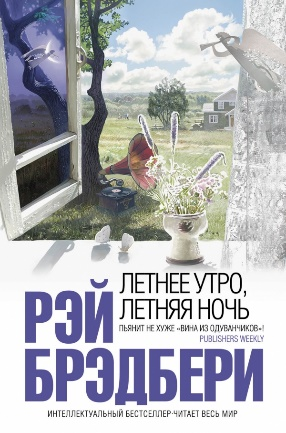 ЛЕТНЕЕ УТРО,
ЛЕТНЯЯ НОЧЬ
ПЬЯНИТ НЕ ХУЖЕ «ВИНА ИЗ ОДУВАНЧИКОВ»!
PUBLISHERS WEEKLY
РЭЙ
БРЭДБЕРИ
ИНТЕЛЛЕКТУАЛЬНЫЙ БЕСТСЕЛЛЕР-ЧИТАЕТ ВЕСЬ МИР